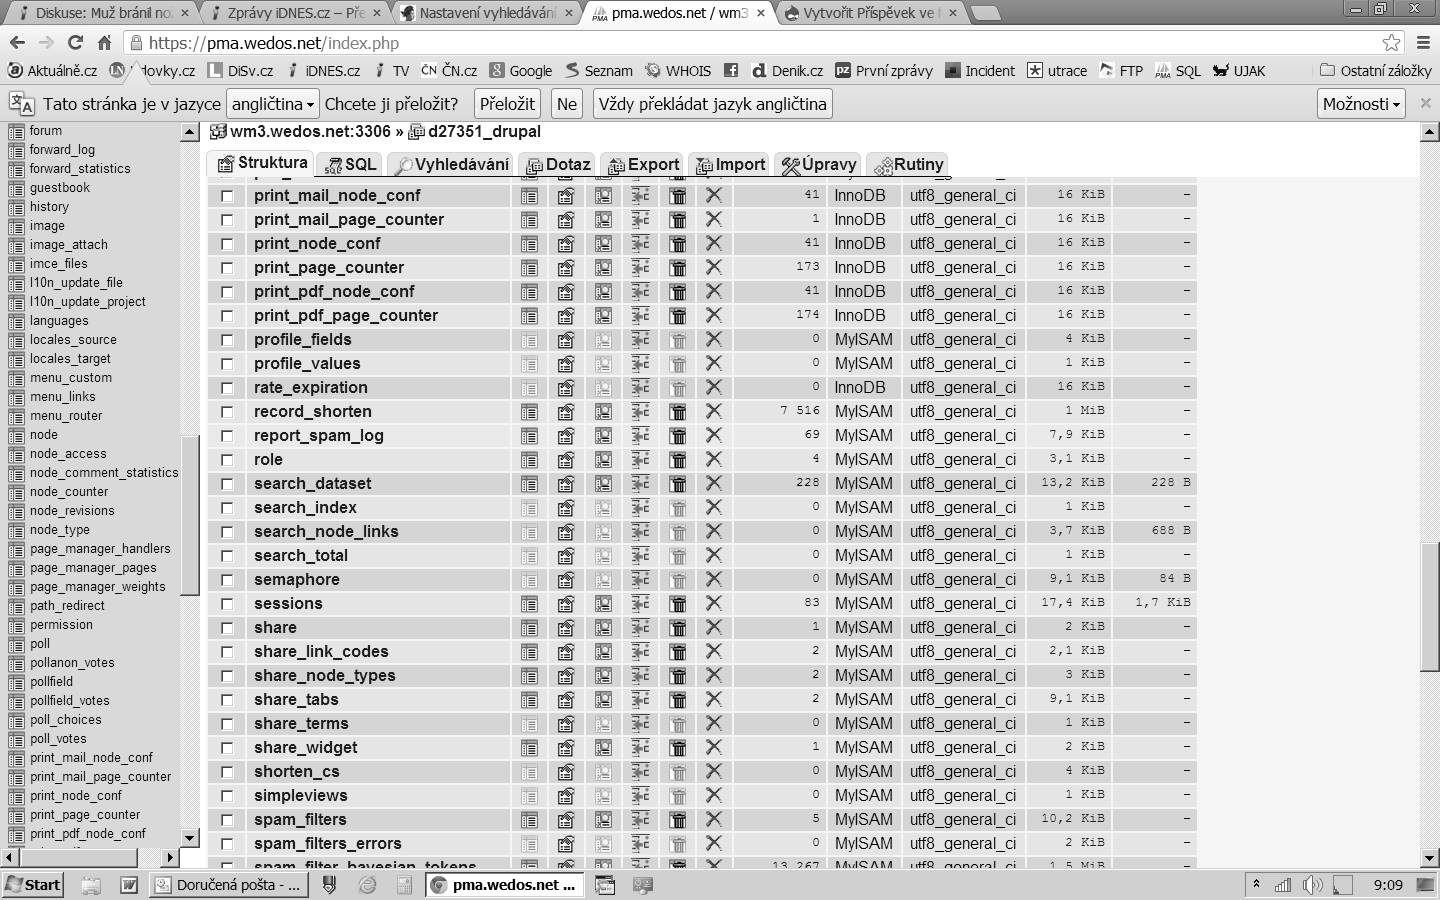 Diskuse: Muž bránil no
Zprávy iDNES.cz – Pře
Nastavení vyhledávání
pma.wedos.net / wm3
Vytvořit Příspěvek ve f
https://pma.wedos.net/index.php
Aktuálně.cz
DiSv.cz
iDNES.cz
TV
ČN.cz
Google
Seznam
WHOIS
Denik.cz
První zprávy
Incident
utrace
FTP
SQL
UJAK
Ostatní záložky
Tato stránka je v jazyce angličtina Chcete ji přeložit? Přeložit Ne Vždy překládat jazyk angličtina Možnosti
forum
forward_log
forward_statistics
guestbook
history
image
image_attach
imce_files
l10n_update_file
l10n_update_project
languages
locales_source
locales_target
menu_custom
menu_links
menu_router
node
node_access
node_comment_statistics
node_counter
node_revisions
node_type
page_manager_handlers
page_manager_pages
page_manager_weights
path_redirect
permission
poll
pollanon_votes
pollfield
pollfield_votes
poll_choices
poll_votes
print_mail_node_conf
print_mail_page_counter
print_node_conf
print_page_counter
print_pdf_node_conf
wm3.wedos.net:3306 » d27351_drupal
Struktura SQL Vyhledávání Dotaz Export Import Úpravy Rutiny
print_mail_node_conf 41 InnoDB utf8_general_ci 16 KiB -
print_mail_page_counter 1 InnoDB utf8_general_ci 16 KiB -
print_node_conf 41 InnoDB utf8_general_ci 16 KiB -
print_page_counter 173 InnoDB utf8_general_ci 16 KiB -
print_pdf_node_conf 41 InnoDB utf8_general_ci 16 KiB -
print_pdf_page_counter 174 InnoDB utf8_general_ci 16 KiB -
profile_fields 0 MyISAM utf8_general_ci 4 KiB -
profile_values 0 MyISAM utf8_general_ci 1 KiB -
rate_expiration 0 InnoDB utf8_general_ci 16 KiB -
record_shorten 7 516 MyISAM utf8_general_ci 1 MiB -
report_spam_log 69 MyISAM utf8_general_ci 7,9 KiB -
role 4 MyISAM utf8_general_ci 3,1 KiB -
search_dataset 228 MyISAM utf8_general_ci 13,2 KiB 228 B
search_index 0 MyISAM utf8_general_ci 1 KiB -
search_node_links 0 MyISAM utf8_general_ci 3,7 KiB 688 B
search_total 0 MyISAM utf8_general_ci 1 KiB -
semaphore 0 MyISAM utf8_general_ci 9,1 KiB 84 B
sessions 83 MyISAM utf8_general_ci 17,4 KiB 1,7 KiB
share 1 MyISAM utf8_general_ci 2 KiB -
share_link_codes 2 MyISAM utf8_general_ci 2,1 KiB -
share_node_types 2 MyISAM utf8_general_ci 3 KiB -
share_tabs 2 MyISAM utf8_general_ci 9,1 KiB -
share_terms 0 MyISAM utf8_general_ci 1 KiB -
share_widget 1 MyISAM utf8_general_ci 2 KiB -
shorten_cs 0 MyISAM utf8_general_ci 4 KiB -
simpleviews 0 MyISAM utf8_general_ci 1 KiB -
spam_filters 5 MyISAM utf8_general_ci 10,2 KiB -
spam_filters_errors 0 MyISAM utf8_general_ci 2 KiB -
spam_filter_bayesian_tokens 13 267 MyISAM utf8_general_ci 1,5 MiB -
Start
Doručená pošta - ...
pma.wedos.net ...
9:09